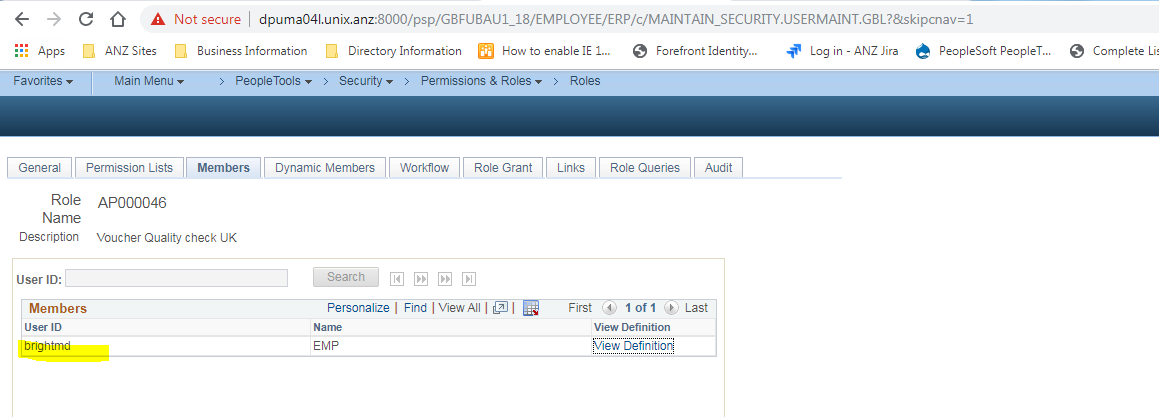 Not secure | dpuma04l.unix.anz:8000/psp/GBFUBAU1_18/EMPLOYEE/ERP/c/MAINTAIN_SECURITY.USERMAINT.GBL?&skipcnav=1
Apps ANZ Sites Business Information Directory Information How to enable IE 1... Forefront Identity... Log in - ANZ Jira PeopleSoft PeopleT... Complete Lis
Favorites Main Menu > PeopleTools > Security > Permissions & Roles > Roles
General Permission Lists Members Dynamic Members Workflow Role Grant Links Role Queries Audit
Role Name AP000046
Description Voucher Quality check UK
User ID: Search
Members Personalize | Find | View All | | First 1 of 1 Last
User ID Name View Definition
brightmd EMP View Definition